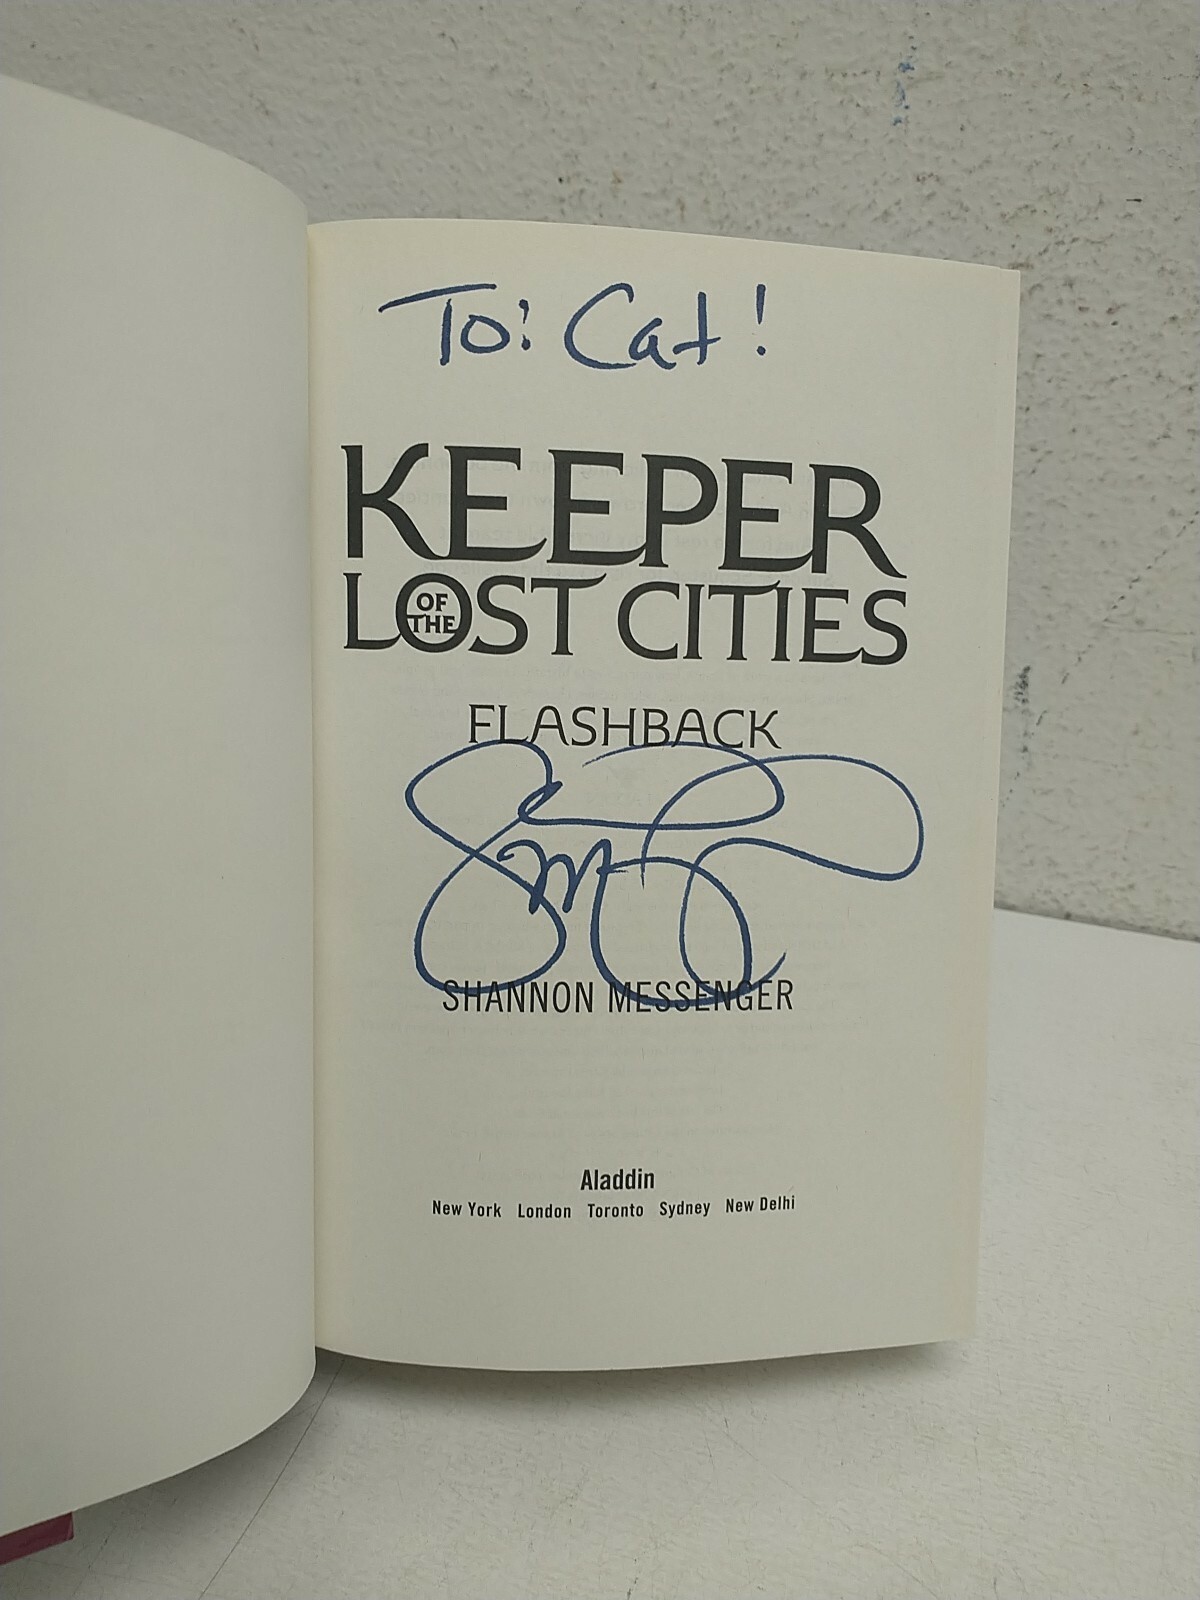 To: Cat!
KEEPER
OF THE
LOST CITIES
FLASHBACK
SHANNON MESSENGER
Aladdin
New York London Toronto Sydney New Delhi